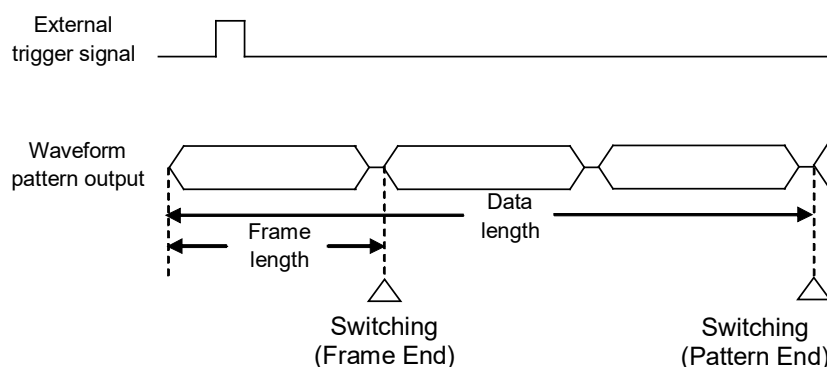 External
trigger signal
Waveform
pattern output
Data
length
Frame
length
Switching
(Frame End)
Switching
(Pattern End)